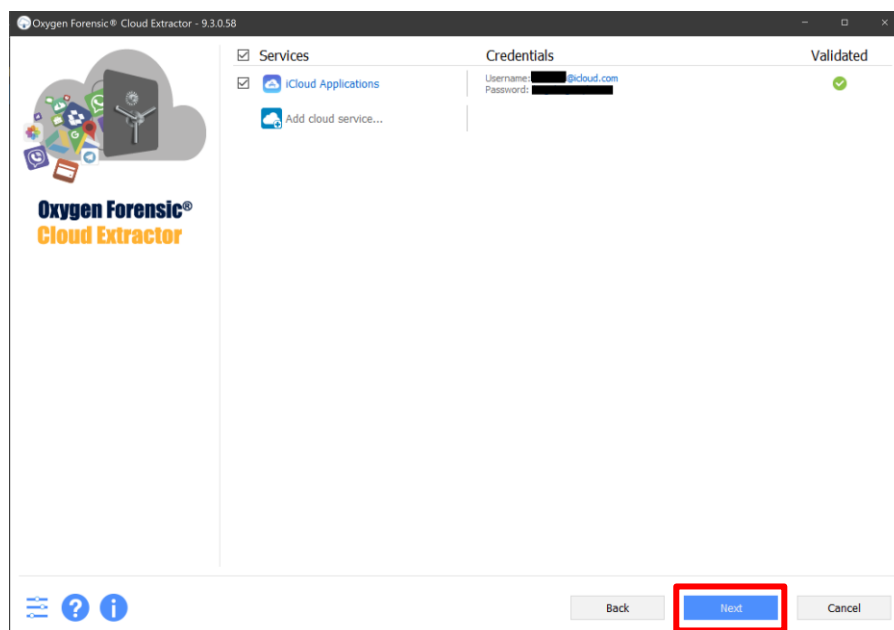 Oxygen Forensic® Cloud Extractor - 9.3.0.58
Services Credentials Validated
iCloud Applications
Username: @icloud.com
Password:
Add cloud service...
Oxygen Forensic®
Cloud Extractor
Back Next Cancel